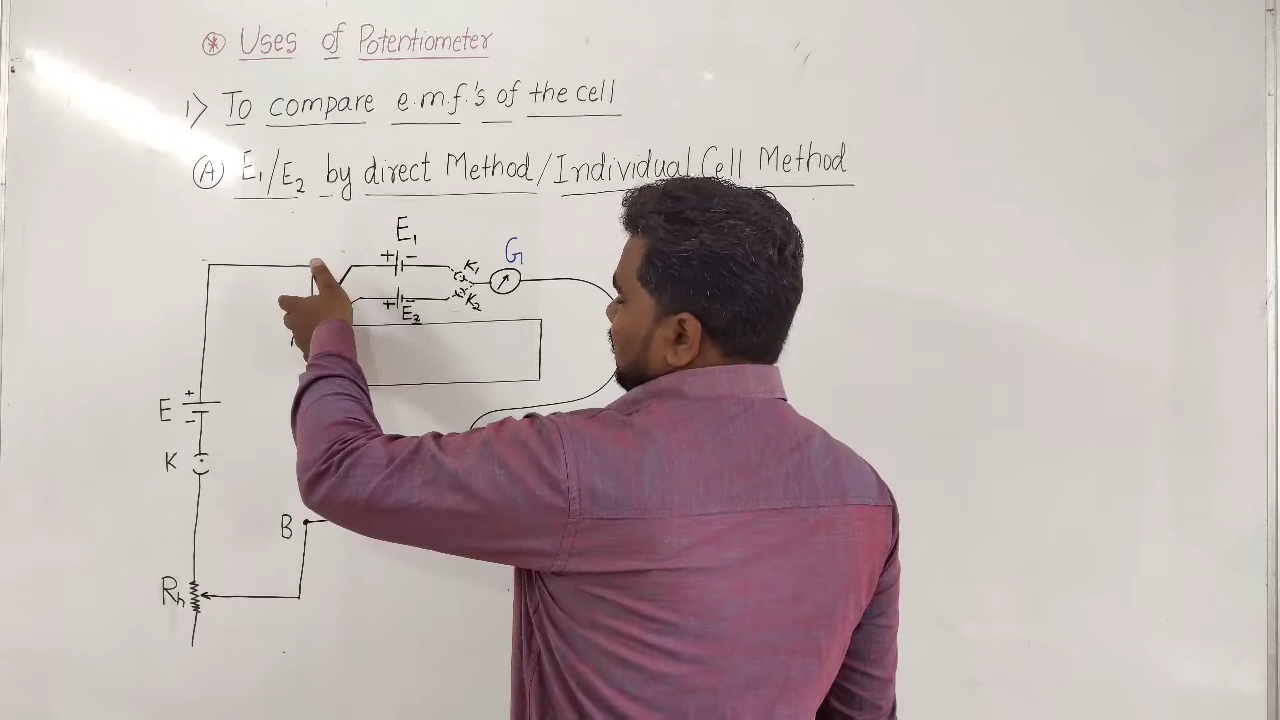 * Uses of Potentiometer
1> To compare e.m.f.'s of the cell
A E₁/E₂ by direct Method/Individual Cell Method
E₁
+ - K₁ G
+ E₂ K₂
+
E
-
K
B
Rh